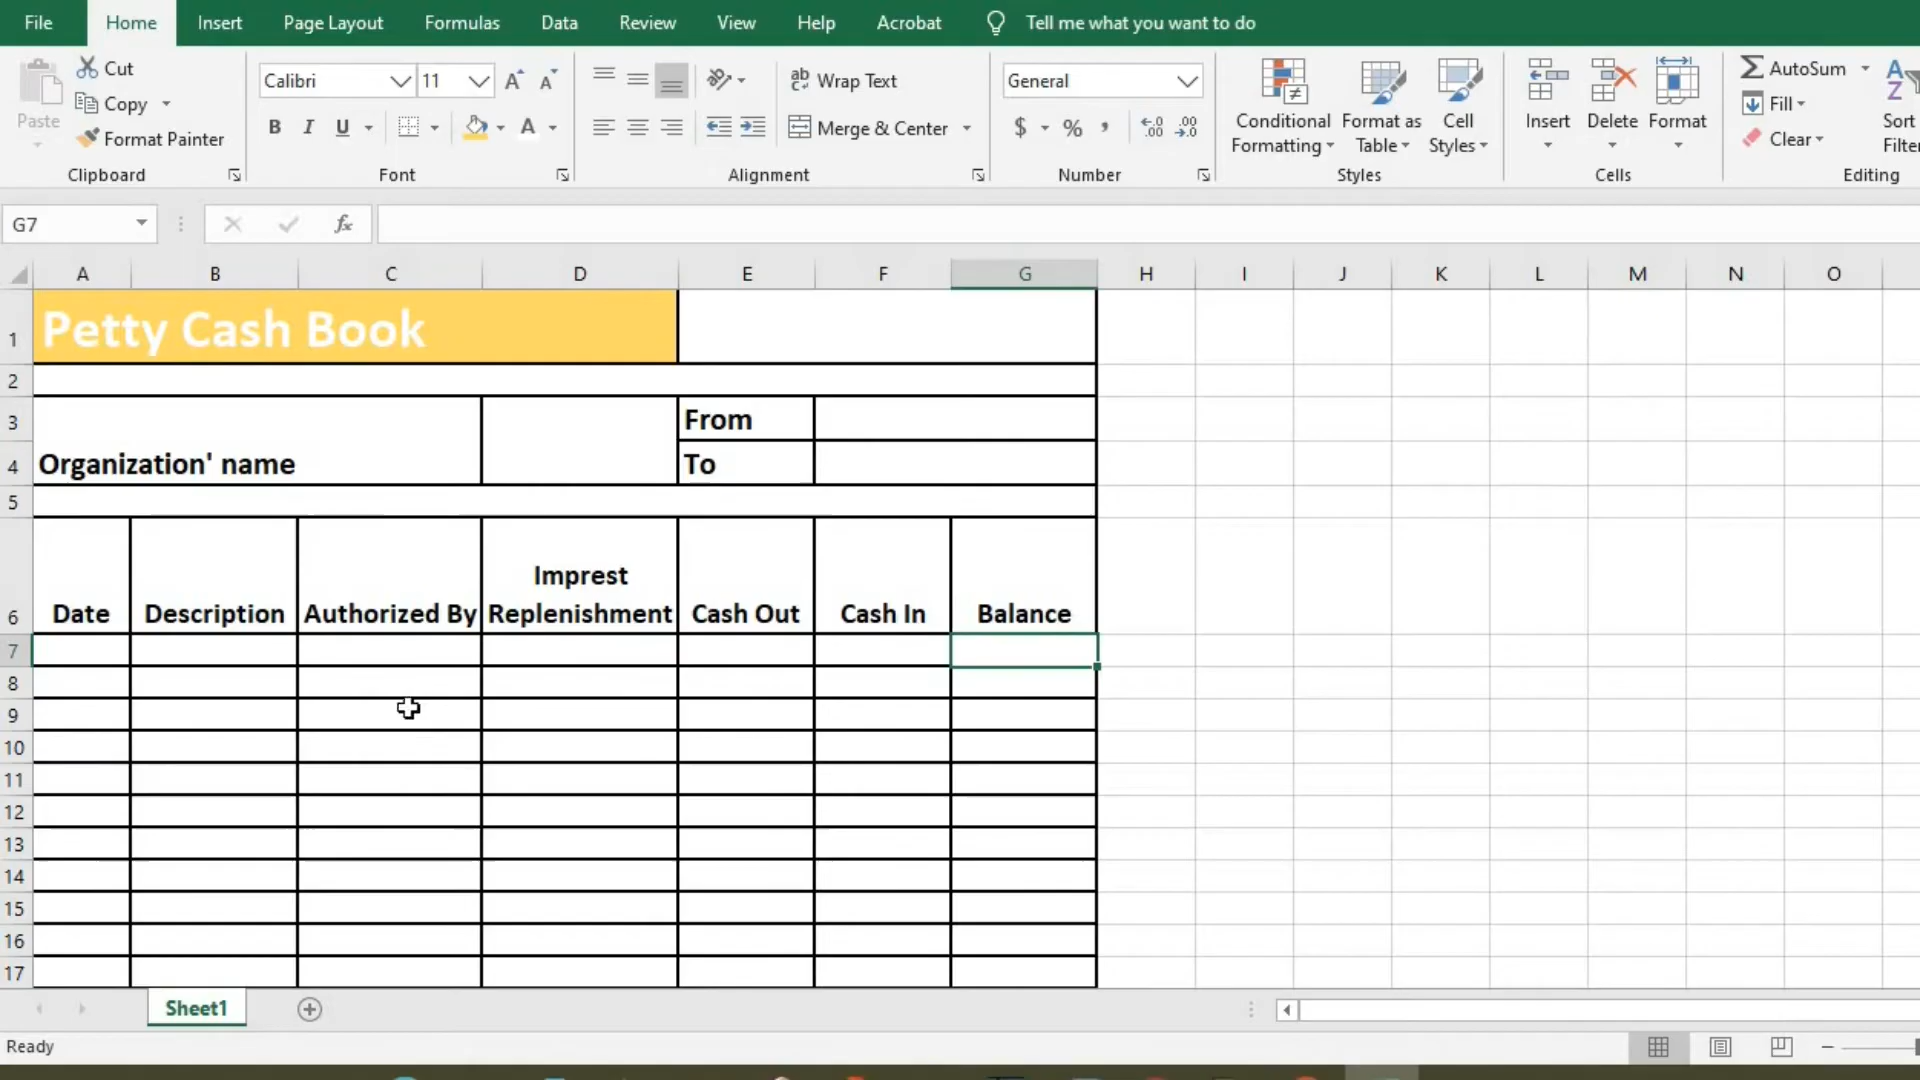 File Home Insert Page Layout Formulas Data Review View Help Acrobat Tell me what you want to do
Paste Cut Copy Format Painter Clipboard
Calibri 11 B I U A Font
ab Wrap Text Merge & Center Alignment
General $ % , Number
Conditional Formatting Format as Table Cell Styles Styles
Insert Delete Format Cells
AutoSum Fill Clear Sort Filte Editing
G7 fx
A B C D E F G H I J K L M N O
1 Petty Cash Book
2
3 From
4 Organization' name To
5
6 Date Description Authorized By Imprest Replenishment Cash Out Cash In Balance
7
8
9
10
11
12
13
14
15
16
17
Sheet1
Ready